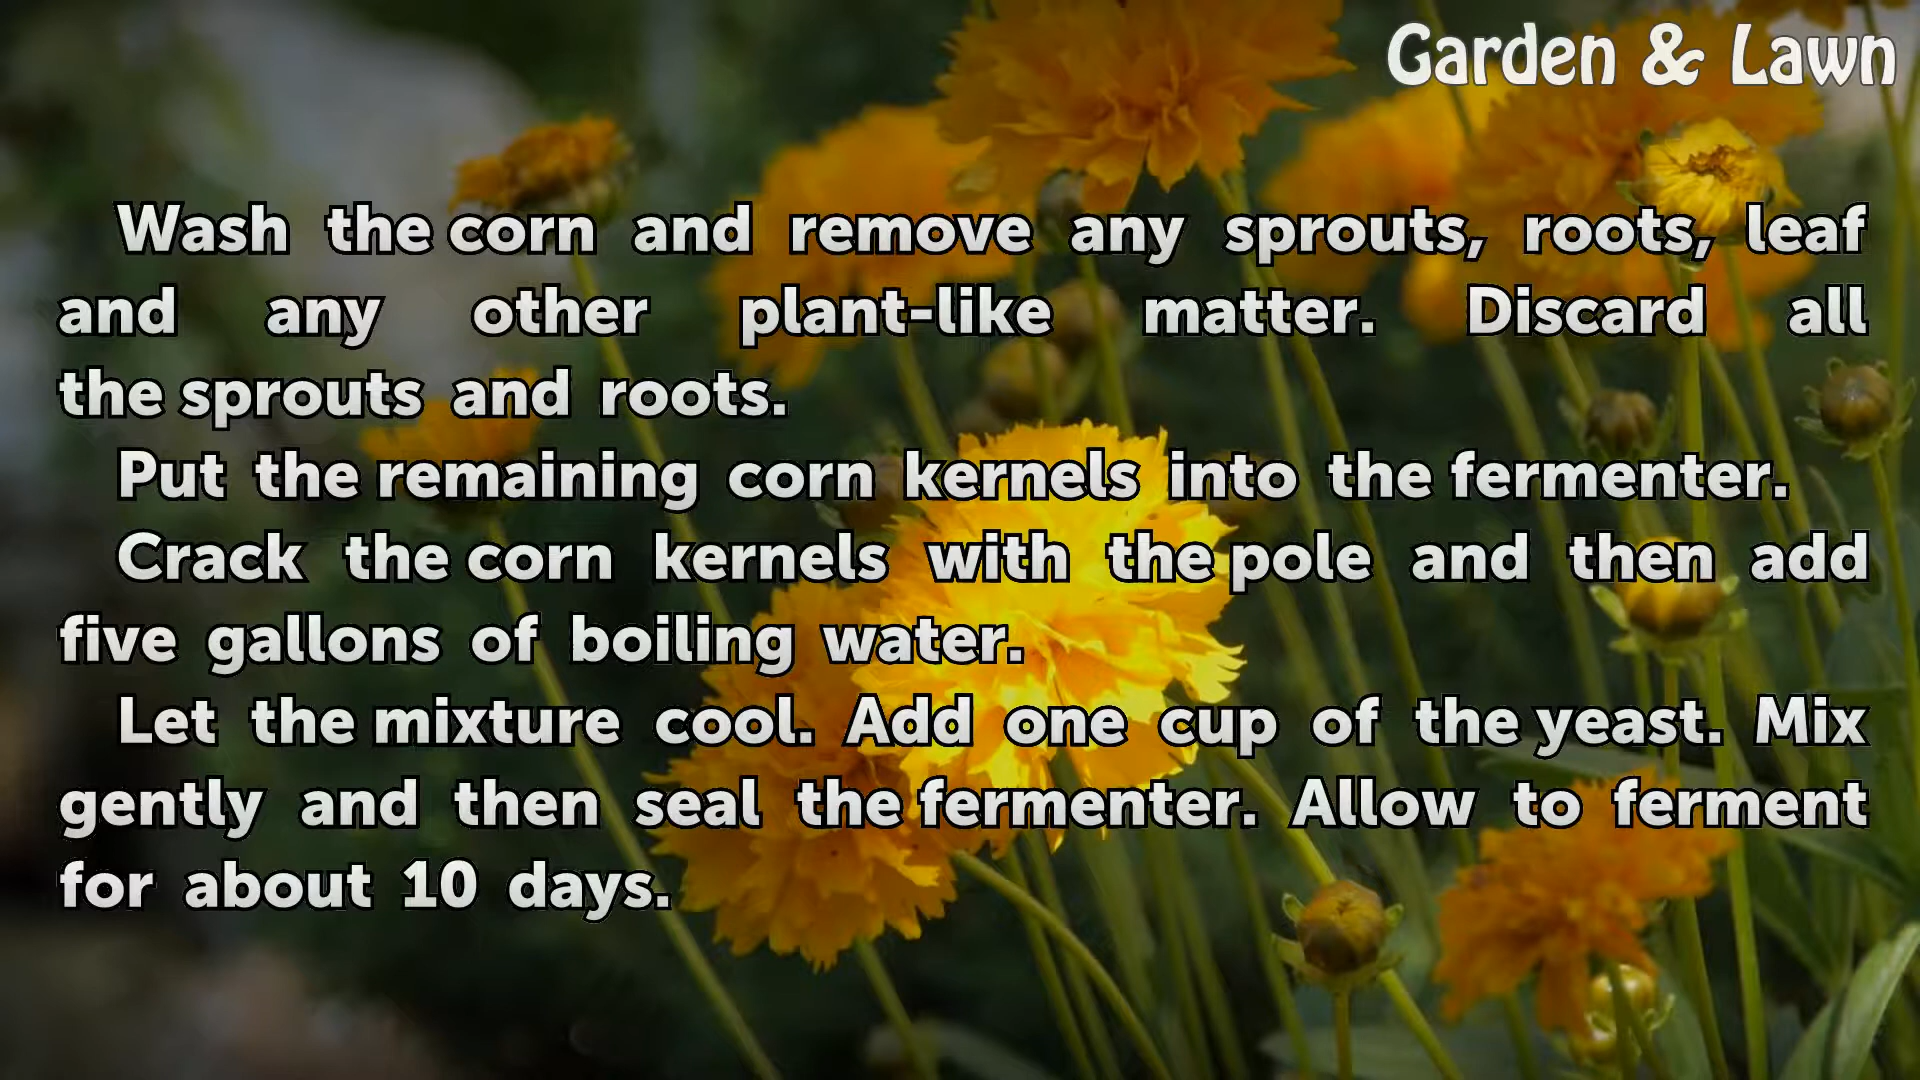 Garden & Lawn
Wash the corn and remove any sprouts, roots, leaf
and any other plant-like matter. Discard all
the sprouts and roots.
Put the remaining corn kernels into the fermenter.
Crack the corn kernels with the pole and then add
five gallons of boiling water.
Let the mixture cool. Add one cup of the yeast. Mix
gently and then seal the fermenter. Allow to ferment
for about 10 days.